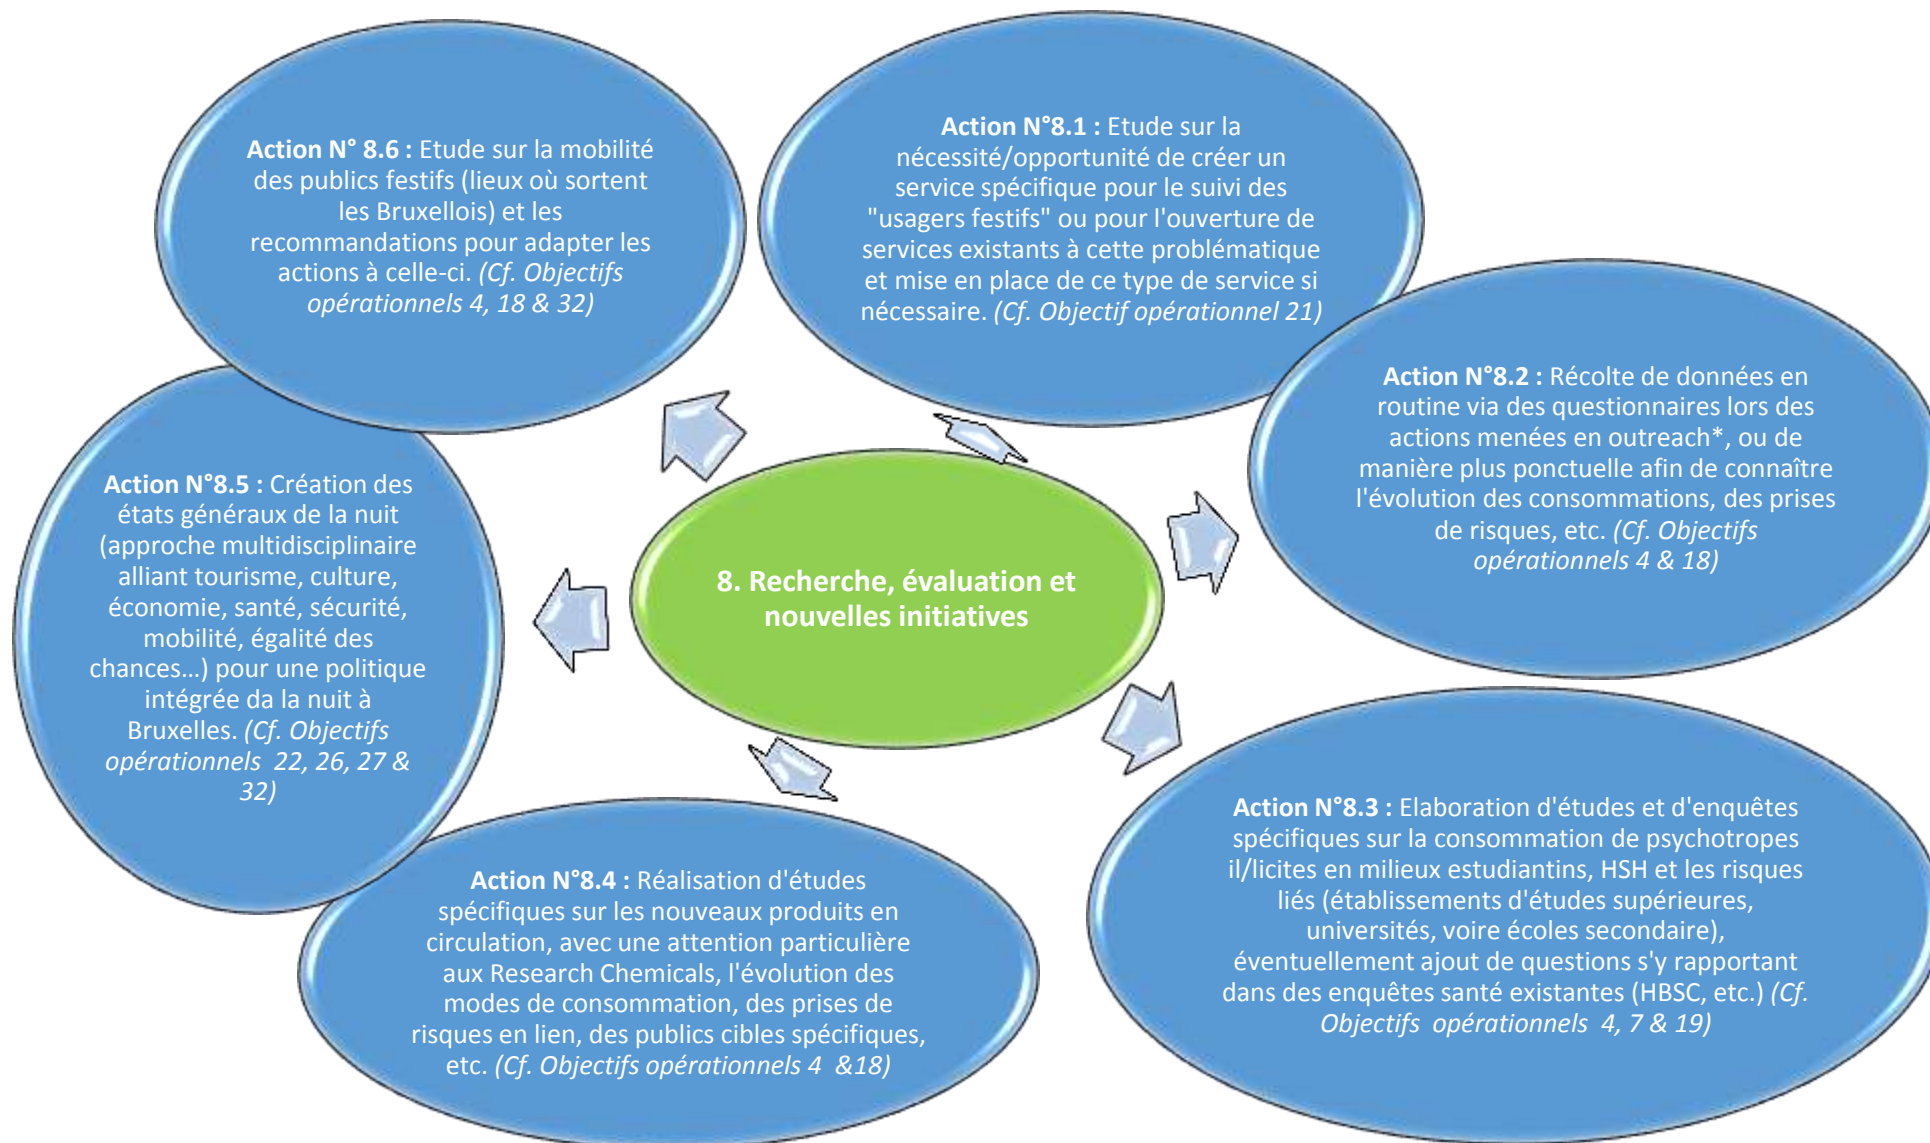 Action N° 8.6 : Etude sur la mobilité
des publics festifs (lieux où sortent
les Bruxellois) et les
recommandations pour adapter les
actions à celle-ci. (Cf. Objectifs
opérationnels 4, 18 & 32)
Action N°8.1 : Etude sur la
nécessité/opportunité de créer un
service spécifique pour le suivi des
"usagers festifs" ou pour l'ouverture de
services existants à cette problématique
et mise en place de ce type de service si
nécessaire. (Cf. Objectif opérationnel 21)
Action N°8.2 : Récolte de données en
routine via des questionnaires lors des
actions menées en outreach*, ou de
manière plus ponctuelle afin de connaître
l'évolution des consommations, des prises
de risques, etc. (Cf. Objectifs
opérationnels 4 & 18)
Action N°8.5 : Création des
états généraux de la nuit
(approche multidisciplinaire
alliant tourisme, culture,
économie, santé, sécurité,
mobilité, égalité des
chances...) pour une politique
intégrée da la nuit à
Bruxelles. (Cf. Objectifs
opérationnels 22, 26, 27 &
32)
8. Recherche, évaluation et
nouvelles initiatives
Action N°8.3 : Elaboration d'études et d'enquêtes
spécifiques sur la consommation de psychotropes
il/licites en milieux estudiantins, HSH et les risques
liés (établissements d'études supérieures,
universités, voire écoles secondaire),
éventuellement ajout de questions s'y rapportant
dans des enquêtes santé existantes (HBSC, etc.) (Cf.
Objectifs opérationnels 4, 7 & 19)
Action N°8.4 : Réalisation d'études
spécifiques sur les nouveaux produits en
circulation, avec une attention particulière
aux Research Chemicals, l'évolution des
modes de consommation, des prises de
risques en lien, des publics cibles spécifiques,
etc. (Cf. Objectifs opérationnels 4 &18)